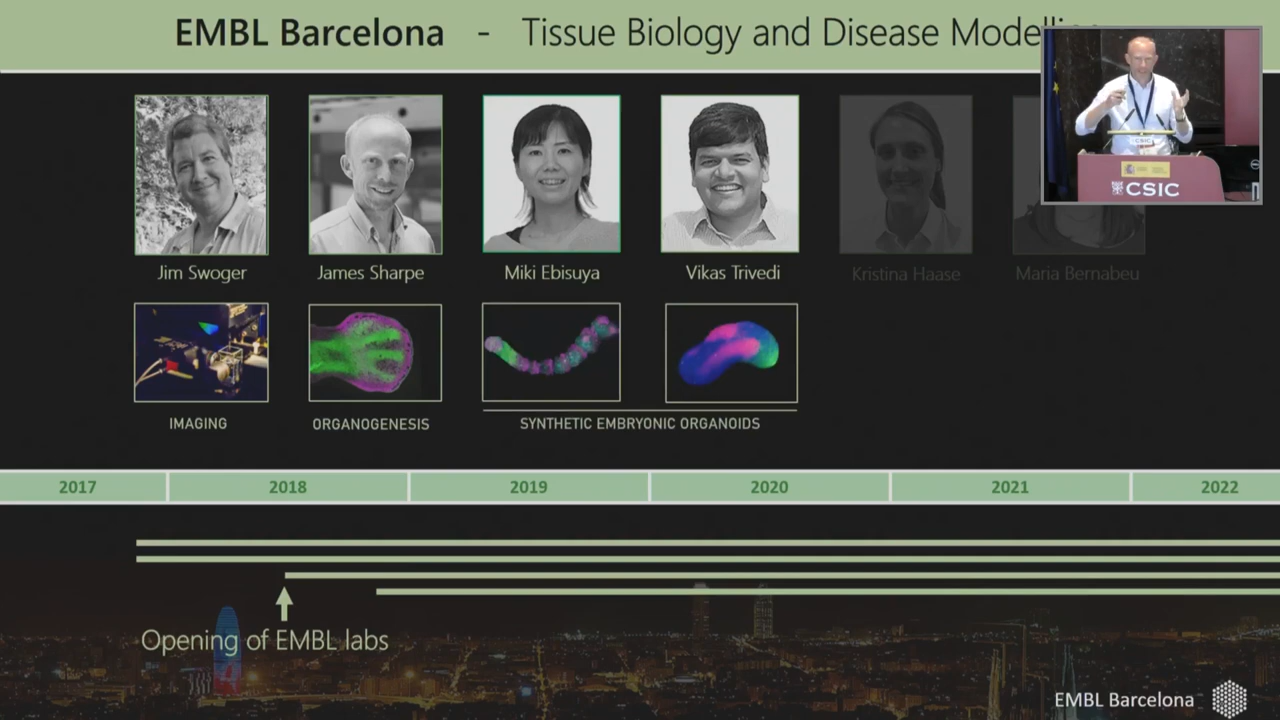 EMBL Barcelona - Tissue Biology and Disease Modelling
CSIC
CSIC
Jim Swoger
James Sharpe
Miki Ebisuya
Vikas Trivedi
Kristina Haase
Maria Bernabeu
IMAGING
ORGANOGENESIS
SYNTHETIC EMBRYONIC ORGANOIDS
2017
2018
2019
2020
2021
2022
Opening of EMBL labs
EMBL Barcelona